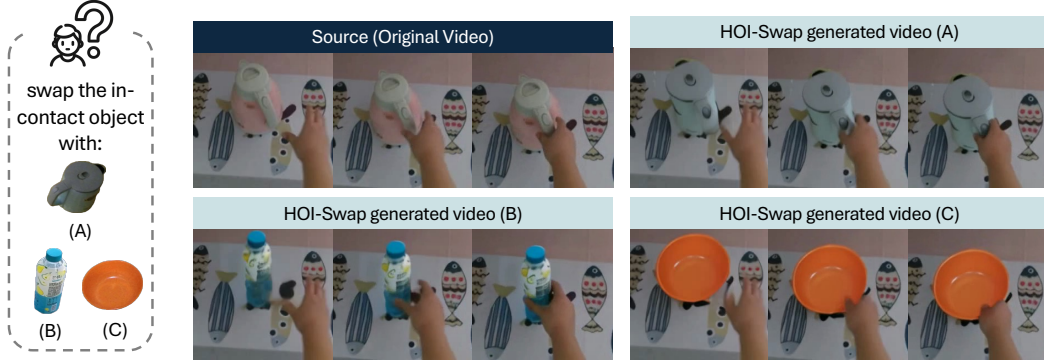 swap the in-
contact object
with:
(A)
(B) (C)
Source (Original Video)
HOI-Swap generated video (A)
HOI-Swap generated video (B)
HOI-Swap generated video (C)